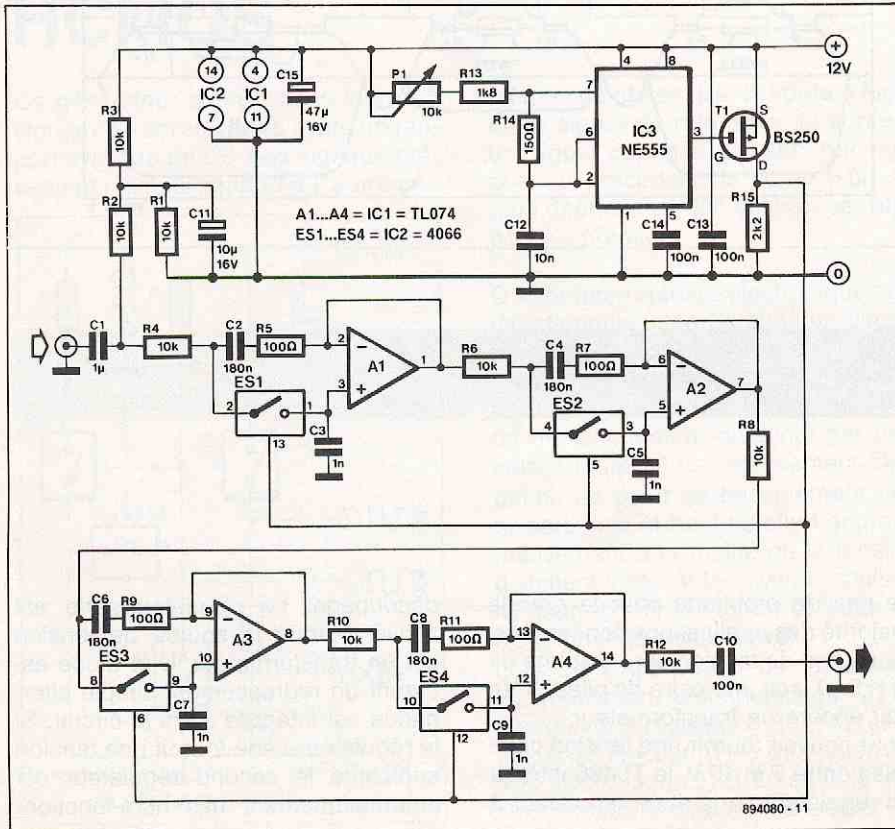 14
4
C15
IC2
IC1
7
11
47µ
16V
P1
10k
R13
1k8
4
8
7
R14
150Ω
IC3
NE555
6
2
3
1
5
T1
S
BS250
G
D
+
12V
R3
10k
R2
10k
R1
10k
C11
10µ
16V
A1...A4 = IC1 = TL074
ES1...ES4 = IC2 = 4066
C12
10n
C14
100n
C13
100n
R15
2k2
0
C1
1µ
R4
10k
C2
180n
R5
100Ω
2
A1
1
3
ES1
2
1
13
C3
1n
R6
10k
C4
180n
R7
100Ω
6
A2
7
5
ES2
4
3
5
C5
1n
R8
10k
C6
180n
R9
100Ω
9
A3
8
10
ES3
8
9
6
C7
1n
R10
10k
C8
180n
R11
100Ω
13
A4
14
12
ES4
10
11
12
C9
1n
R12
10k
C10
100n
894080-11